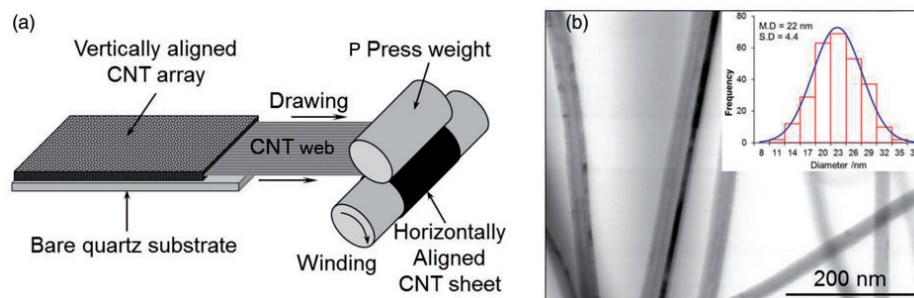 (a)
Vertically aligned
CNT array
P Press weight
Drawing
CNT web
Bare quartz substrate
Winding
Horizontally
Aligned
CNT sheet
(b)
M.D = 22 nm
S.D = 4.4
80
60
40
20
0
Frequency
8 11 14 17 20 23 26 29 32 35
Diameter /nm
200 nm